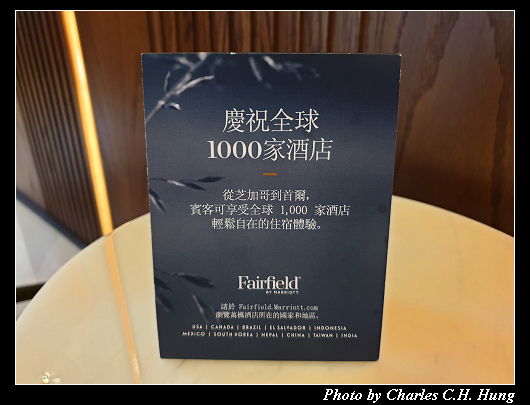 慶祝全球
1000家酒店
從芝加哥到首爾,
賓客可享受全球 1,000 家酒店
輕鬆自在的住宿體驗。
Fairfield®
BY MARRIOTT
請於 Fairfield.Marriott.com
瀏覽萬楓酒店所在的國家和地區。
USA | CANADA | BRAZIL | EL SALVADOR | INDONESIA
MEXICO | SOUTH KOREA | NEPAL | CHINA | TAIWAN | INDIA
Photo by Charles C.H. Hung